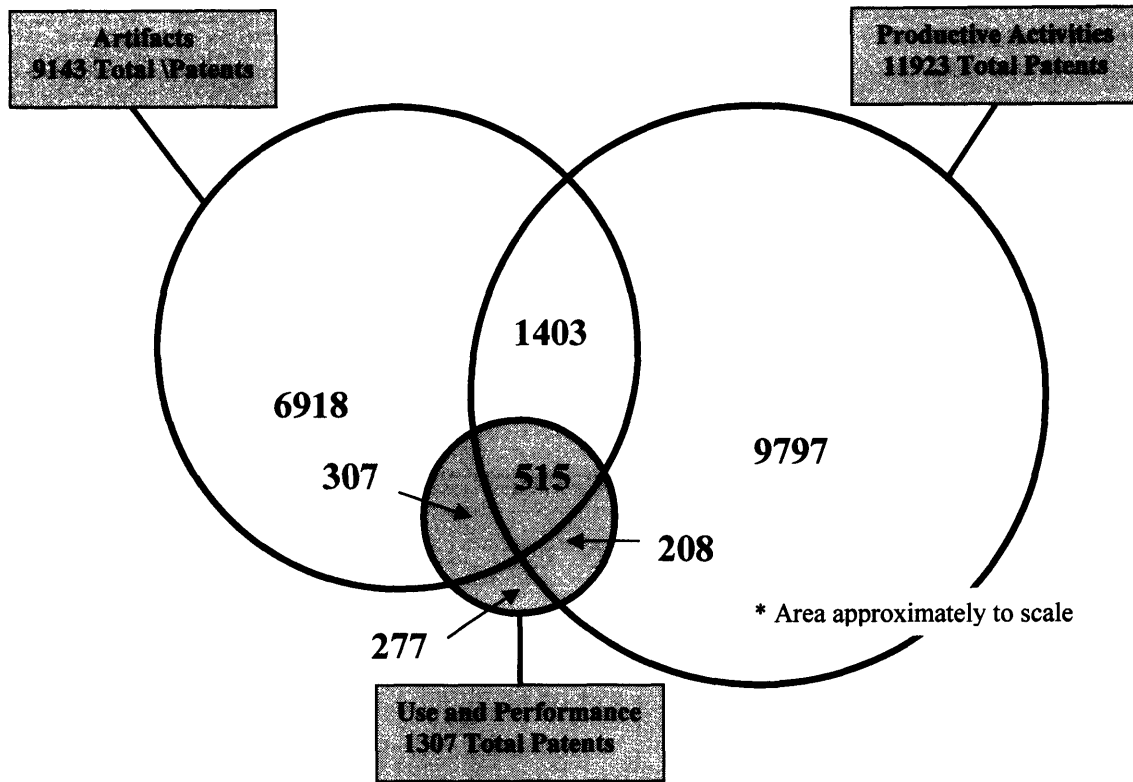 Artifacts
9143 Total \Patents
Productive Activities
11923 Total Patents
1403
6918
9797
307
515
208
* Area approximately to scale
277
Use and Performance
1307 Total Patents